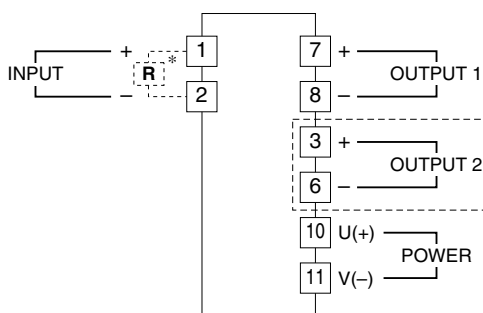 INPUT
+
R
*
–
1
2
7
+
8
–
OUTPUT 1
3
+
6
–
OUTPUT 2
10
U(+)
11
V(–)
POWER